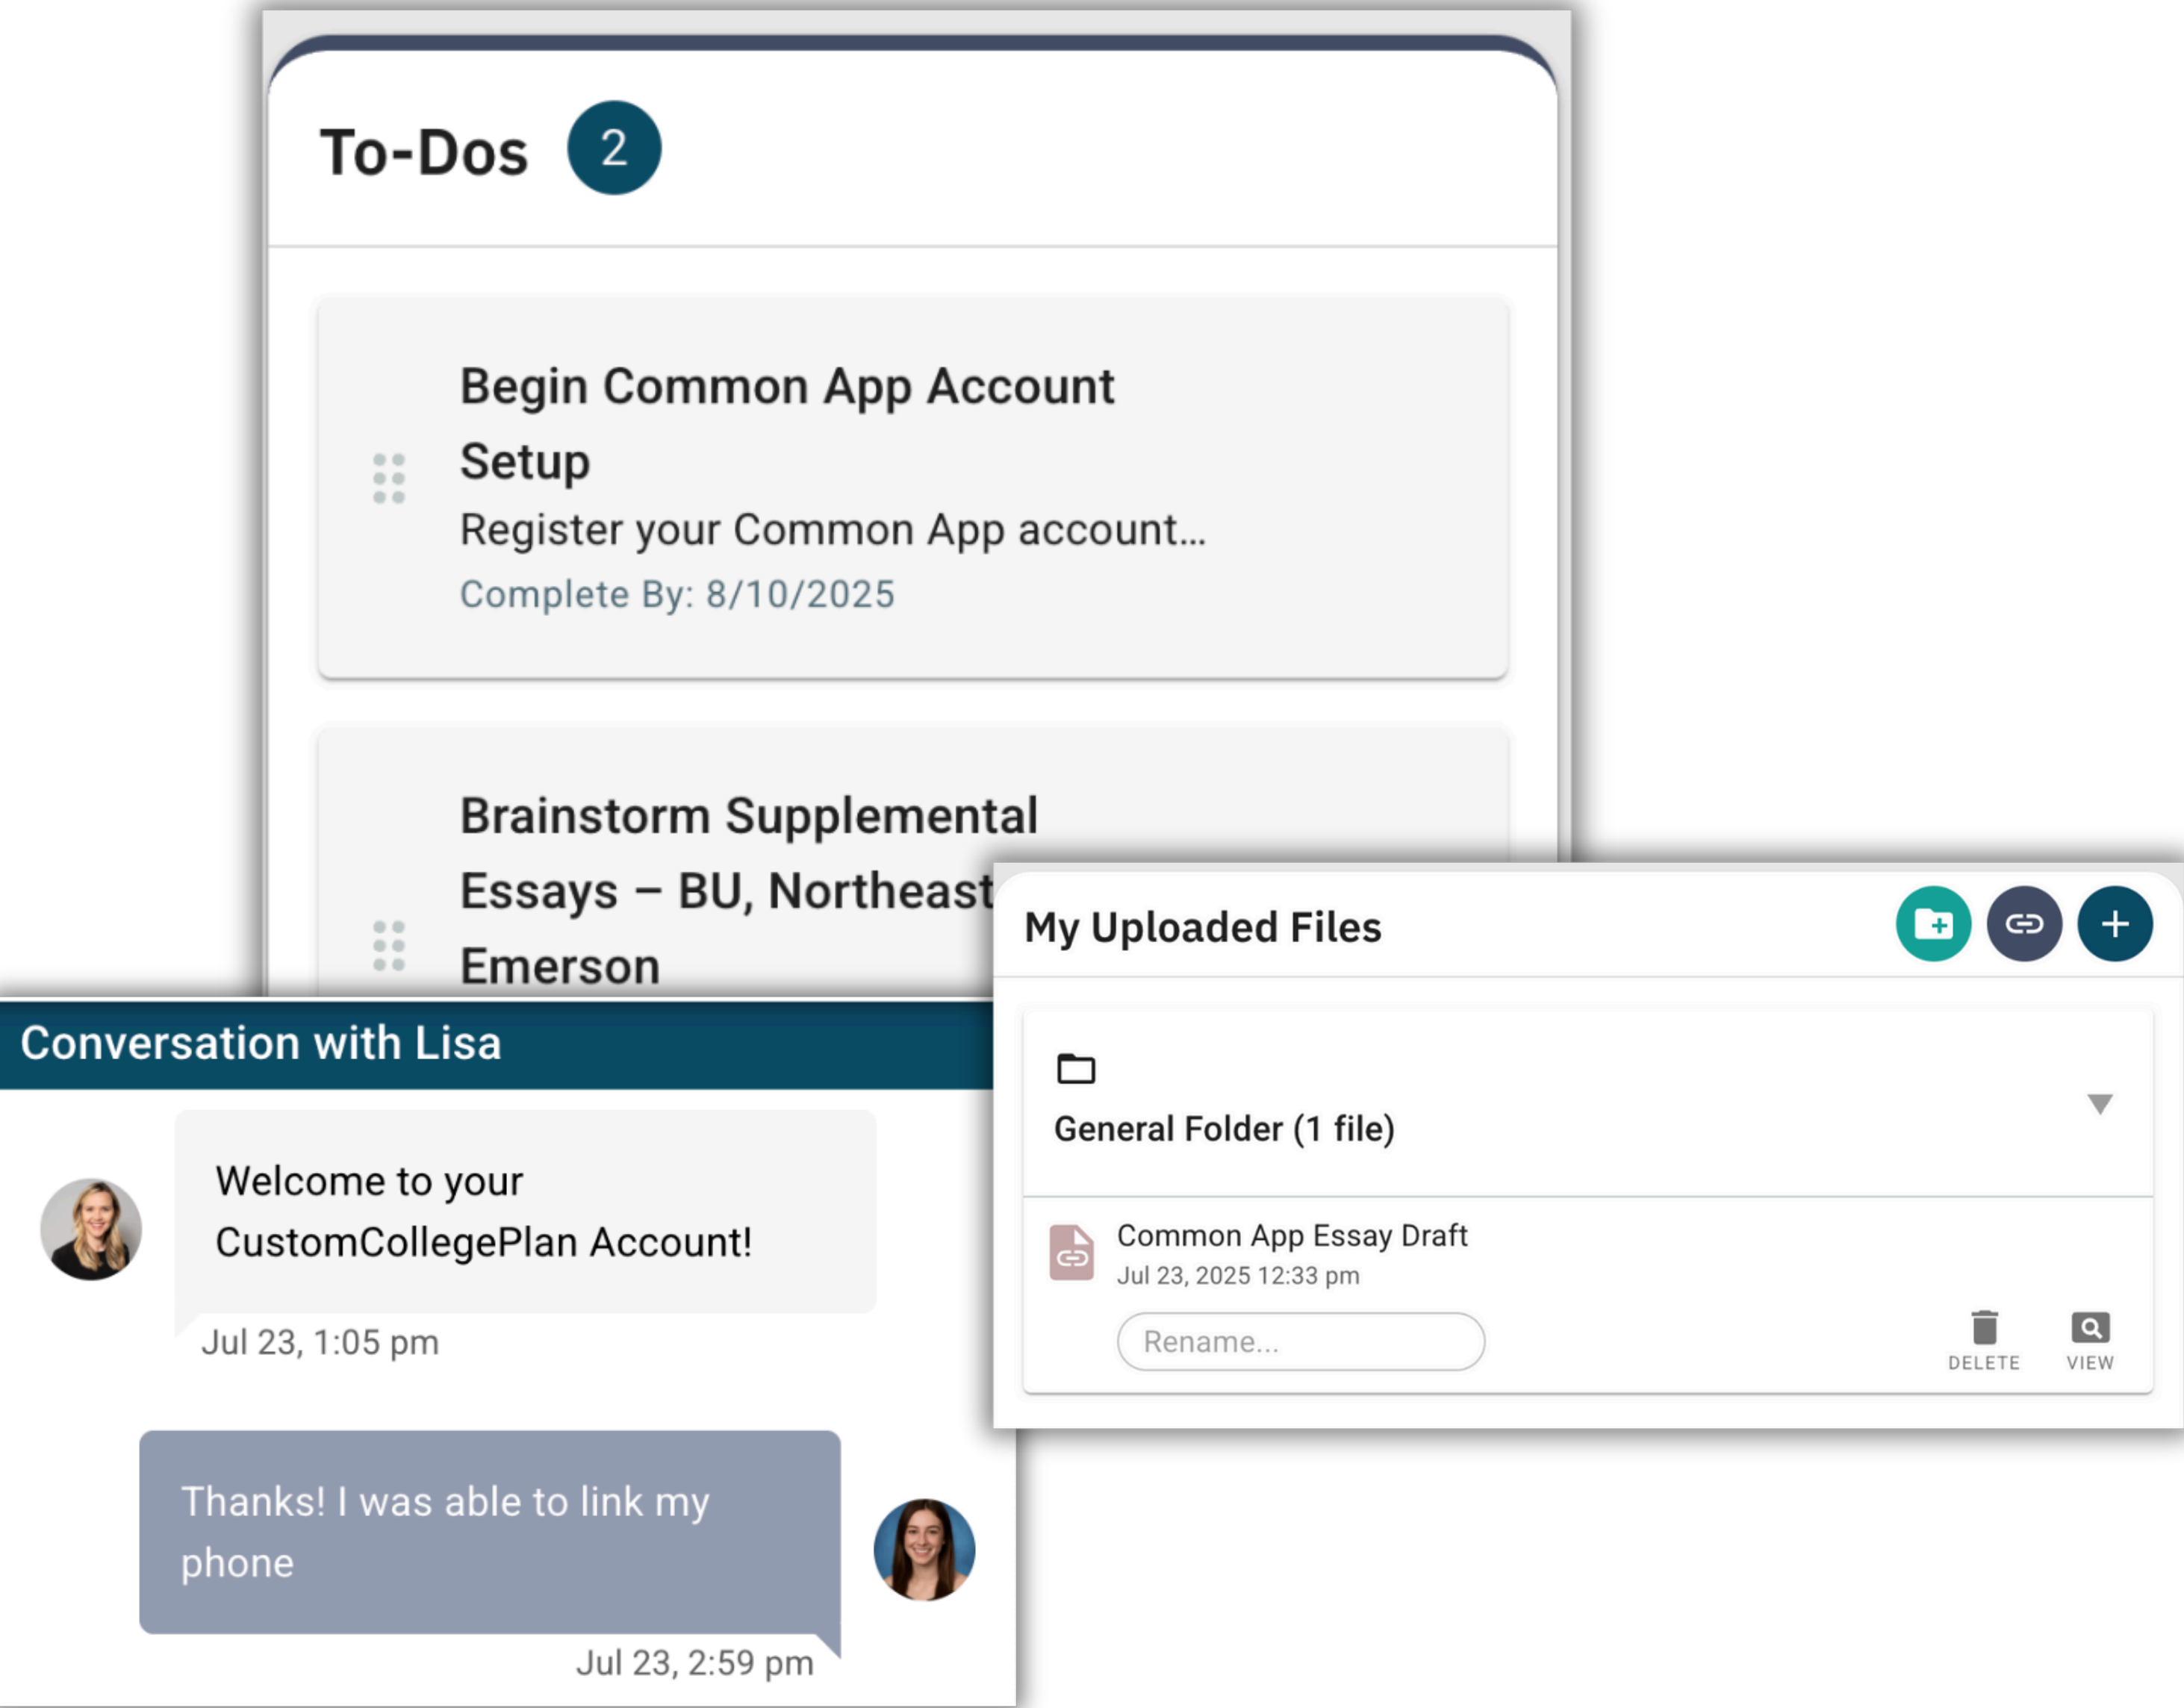 To-Dos 2
Begin Common App Account
Setup
Register your Common App account...
Complete By: 8/10/2025
Brainstorm Supplemental
Essays – BU, Northeast
Emerson
My Uploaded Files
General Folder (1 file)
Common App Essay Draft
Jul 23, 2025 12:33 pm
Rename...
DELETE VIEW
Conversation with Lisa
Welcome to your
CustomCollegePlan Account!
Jul 23, 1:05 pm
Thanks! I was able to link my
phone
Jul 23, 2:59 pm